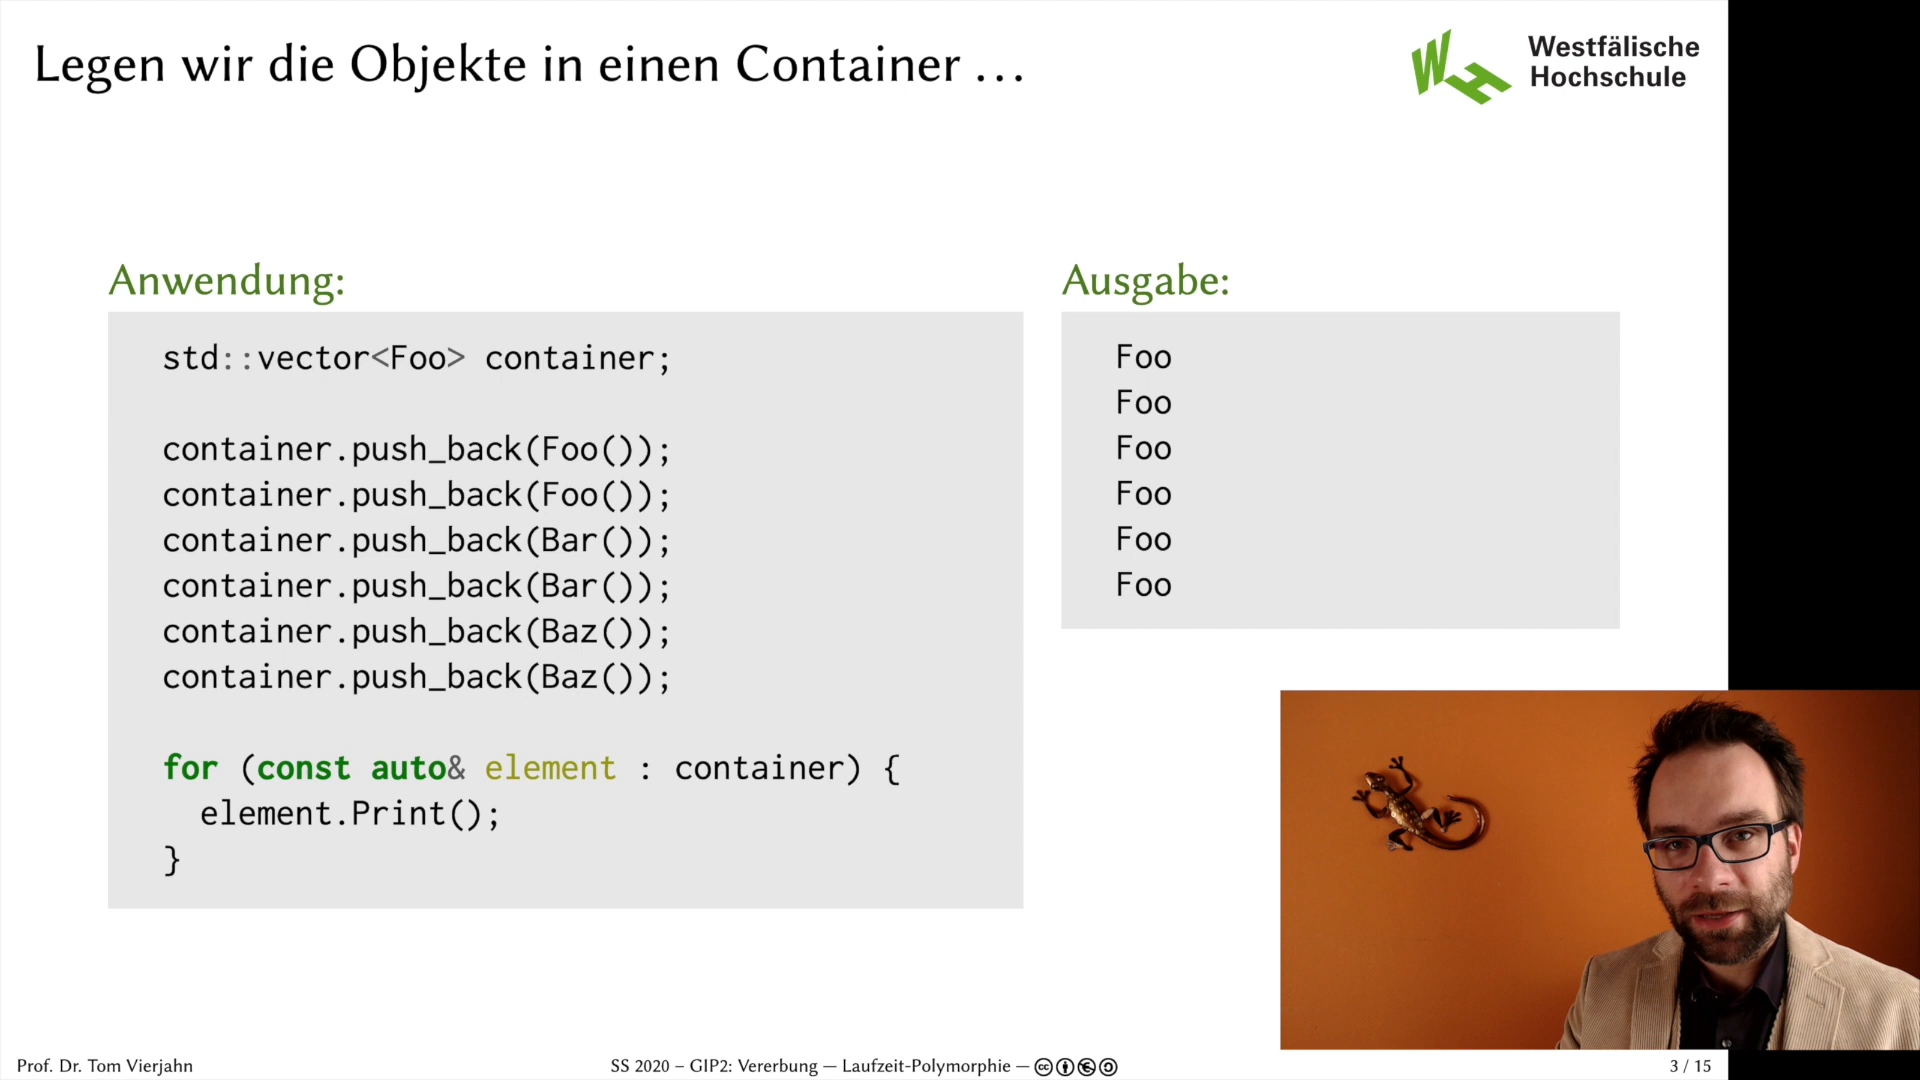 Legen wir die Objekte in einen Container …
Westfälische
Hochschule
Anwendung:
std::vector<Foo> container;
container.push_back(Foo());
container.push_back(Foo());
container.push_back(Bar());
container.push_back(Bar());
container.push_back(Baz());
container.push_back(Baz());
for (const auto& element : container) {
  element.Print();
}
Ausgabe:
Foo
Foo
Foo
Foo
Foo
Foo
Prof. Dr. Tom Vierjahn
SS 2020 – GIP2: Vererbung — Laufzeit-Polymorphie —
3 / 15